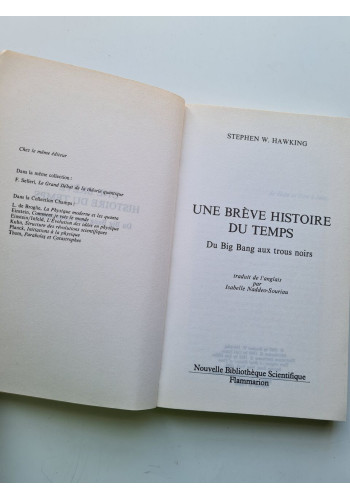 Chez le même éditeur
Dans la même collection :
F. Selleri, Le Grand Débat de la théorie quantique
Dans la Collection Champs :
L. de Broglie, La Physique moderne et les quanta
Einstein, Comment je vois le monde
Einstein/Infeld, L'Évolution des idées en physique
Kuhn, Structure des révolutions scientifiques
Planck, Initiations à la physique
Thom, Paraboles et Catastrophes
STEPHEN W. HAWKING
UNE BRÈVE HISTOIRE
DU TEMPS
Du Big Bang aux trous noirs
traduit de l'anglais
par
Isabelle Naddeo-Souriau
Nouvelle Bibliothèque Scientifique
Flammarion